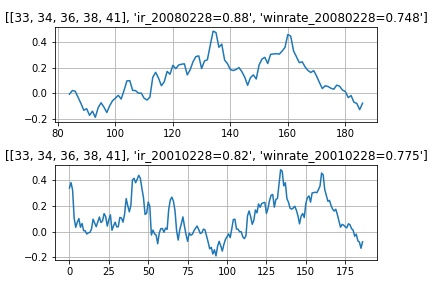 [[33, 34, 36, 38, 41], 'ir_20080228=0.88', 'winrate_20080228=0.748']
0.4
0.2
0.0
−0.2
80 100 120 140 160 180
[[33, 34, 36, 38, 41], 'ir_20010228=0.82', 'winrate_20010228=0.775']
0.4
0.2
0.0
−0.2
0 25 50 75 100 125 150 175